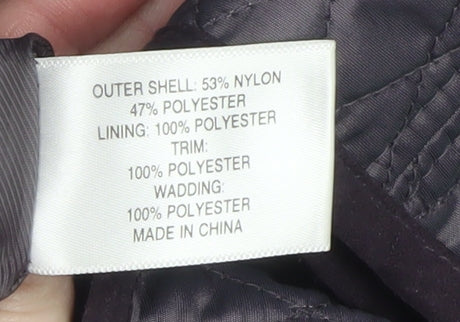 OUTER SHELL: 53% NYLON
47% POLYESTER
LINING: 100% POLYESTER
TRIM:
100% POLYESTER
WADDING:
100% POLYESTER
MADE IN CHINA